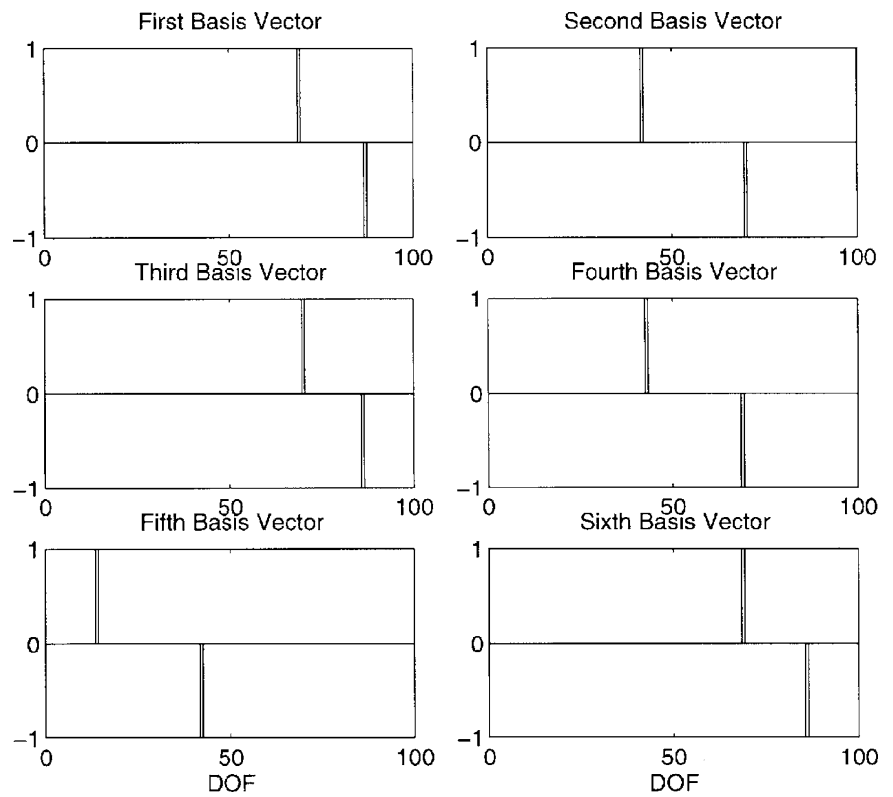 First Basis Vector
1
0
−1
0 50 100
Second Basis Vector
1
0
−1
0 50 100
Third Basis Vector
1
0
−1
0 50 100
Fourth Basis Vector
1
0
−1
0 50 100
Fifth Basis Vector
1
0
−1
0 50 100
DOF
Sixth Basis Vector
1
0
−1
0 50 100
DOF